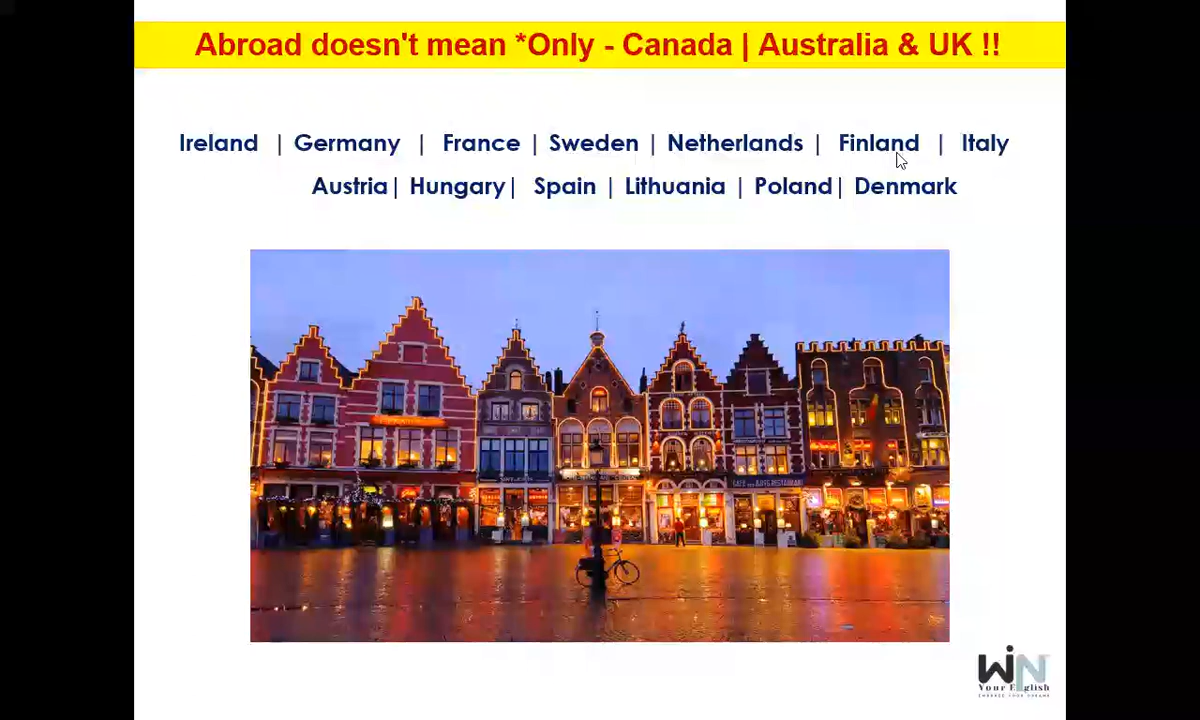 Abroad doesn't mean *Only - Canada | Australia & UK !!
Ireland | Germany | France | Sweden | Netherlands | Finland | Italy
Austria| Hungary| Spain | Lithuania | Poland| Denmark
WiN
Your English